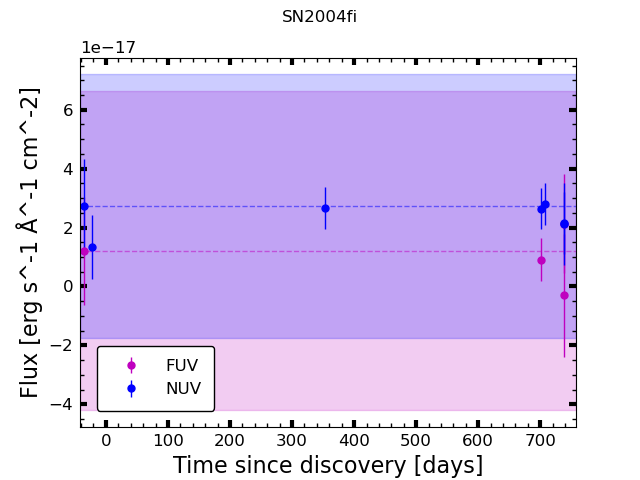 SN2004fi
1e−17
6
4
2
0
−2
−4
Flux [erg s^-1 Å^-1 cm^-2]
FUV
NUV
0 100 200 300 400 500 600 700
Time since discovery [days]